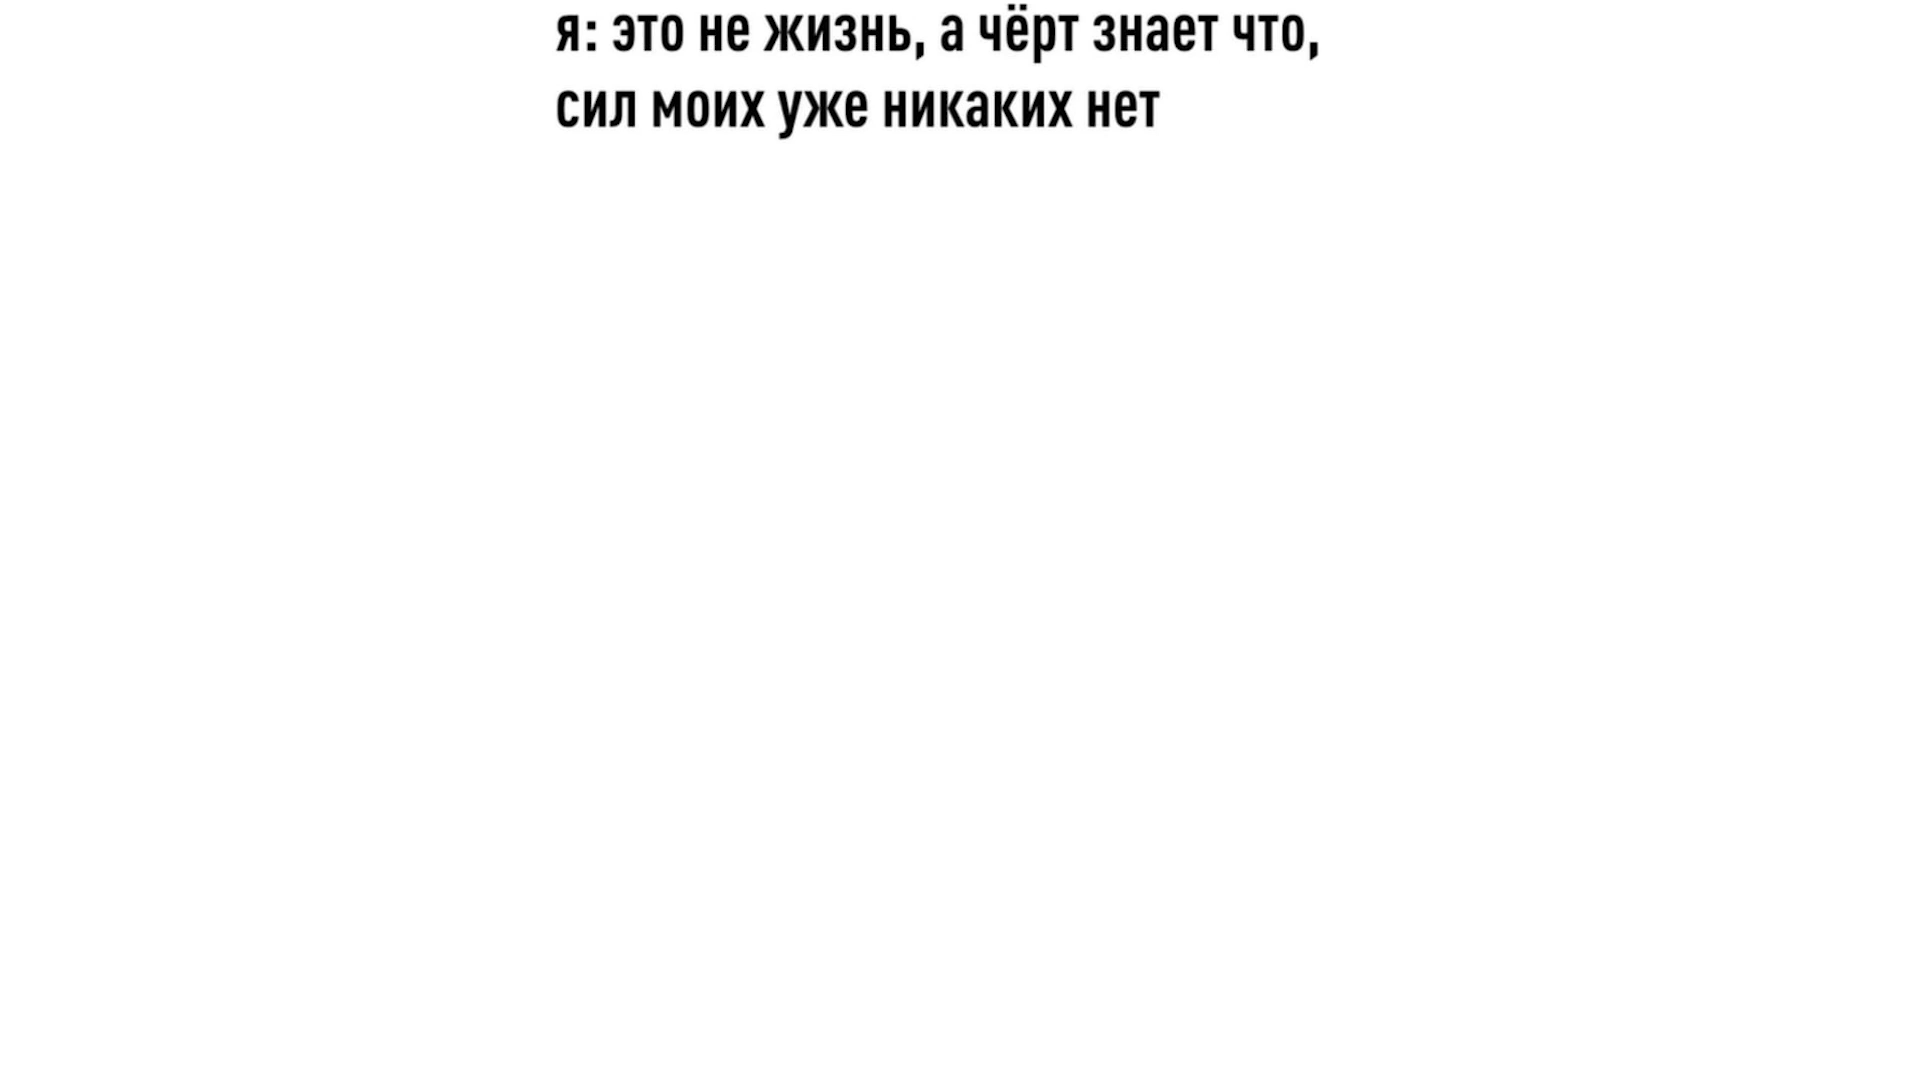 я: это не жизнь, а чёрт знает что,
сил моих уже никаких нет